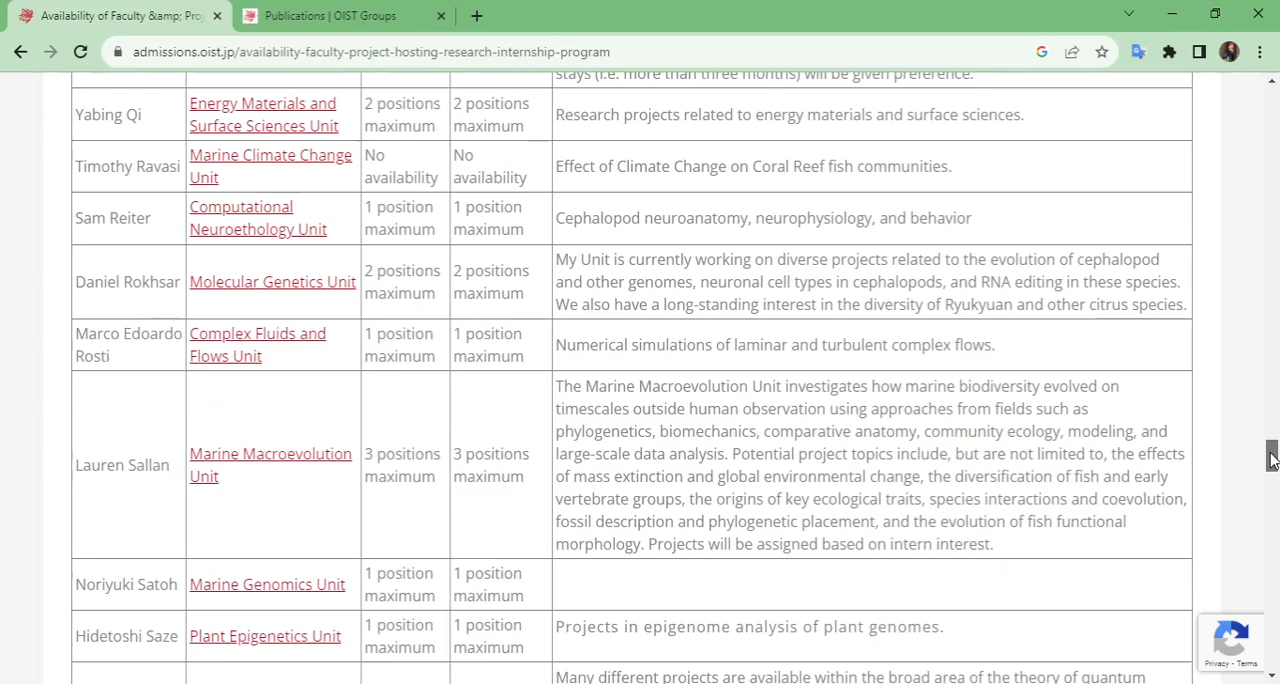 Availability of Faculty &amp; Pro
Publications | OIST Groups
admissions.oist.jp/availability-faculty-project-hosting-research-internship-program
stays (i.e. more than three months) will be given preference.
Yabing Qi
Energy Materials and
Surface Sciences Unit
2 positions
maximum
2 positions
maximum
Research projects related to energy materials and surface sciences.
Timothy Ravasi
Marine Climate Change
Unit
No
availability
No
availability
Effect of Climate Change on Coral Reef fish communities.
Sam Reiter
Computational
Neuroethology Unit
1 position
maximum
1 position
maximum
Cephalopod neuroanatomy, neurophysiology, and behavior
Daniel Rokhsar
Molecular Genetics Unit
2 positions
maximum
2 positions
maximum
My Unit is currently working on diverse projects related to the evolution of cephalopod
and other genomes, neuronal cell types in cephalopods, and RNA editing in these species.
We also have a long-standing interest in the diversity of Ryukyuan and other citrus species.
Marco Edoardo
Rosti
Complex Fluids and
Flows Unit
1 position
maximum
1 position
maximum
Numerical simulations of laminar and turbulent complex flows.
Lauren Sallan
Marine Macroevolution
Unit
3 positions
maximum
3 positions
maximum
The Marine Macroevolution Unit investigates how marine biodiversity evolved on
timescales outside human observation using approaches from fields such as
phylogenetics, biomechanics, comparative anatomy, community ecology, modeling, and
large-scale data analysis. Potential project topics include, but are not limited to, the effects
of mass extinction and global environmental change, the diversification of fish and early
vertebrate groups, the origins of key ecological traits, species interactions and coevolution,
fossil description and phylogenetic placement, and the evolution of fish functional
morphology. Projects will be assigned based on intern interest.
Noriyuki Satoh
Marine Genomics Unit
1 position
maximum
1 position
maximum
Hidetoshi Saze
Plant Epigenetics Unit
1 position
maximum
1 position
maximum
Projects in epigenome analysis of plant genomes.
Many different projects are available within the broad area of the theory of quantum
Privacy - Terms